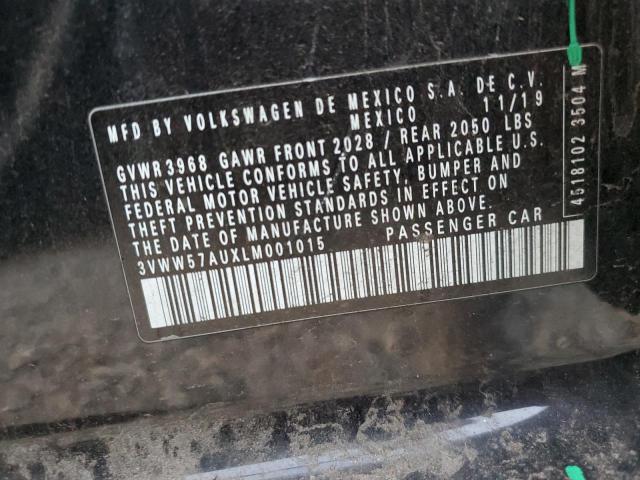 MFD BY VOLKSWAGEN DE MEXICO S.A. DE C.V.
MEXICO 11/19
GVWR 3968 GAWR FRONT 2028 / REAR 2050 LBS
THIS VEHICLE CONFORMS TO ALL APPLICABLE U.S.
FEDERAL MOTOR VEHICLE SAFETY, BUMPER AND
THEFT PREVENTION STANDARDS IN EFFECT ON
THE DATE OF MANUFACTURE SHOWN ABOVE.
3VWW57AUXLM001015 PASSENGER CAR
4518102 3504 M